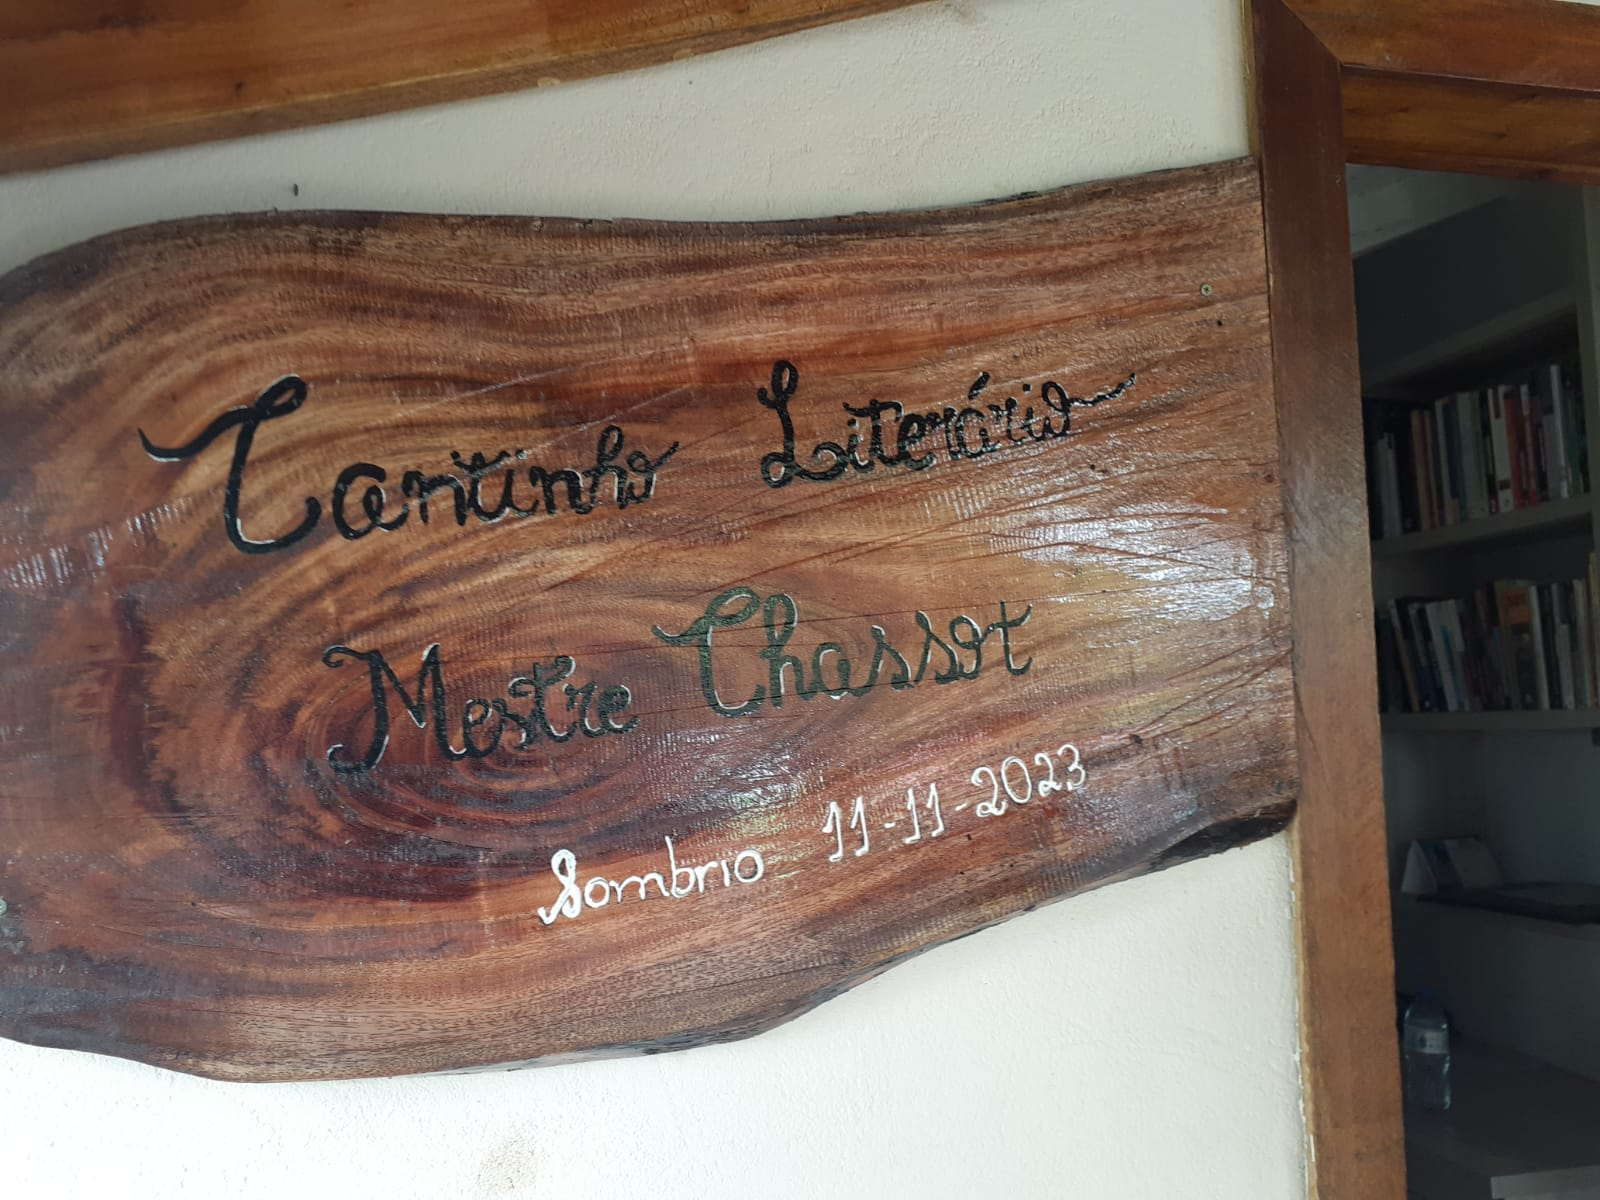 Cantinho Literário
Mestre Chassot
Sombrio 11-11-2023